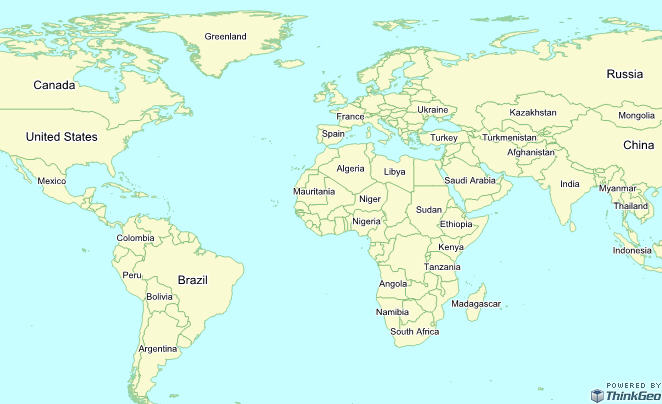 Greenland
Canada
Russia
United States
Ukraine
Kazakhstan
France
Mongolia
Spain
Turkey
Turkmenistan
China
Afghanistan
Algeria
Libya
Mexico
Saudi Arabia
India
Myanmar
Mauritania
Niger
Thailand
Sudan
Nigeria
Ethiopia
Colombia
Kenya
Indonesia
Peru
Brazil
Tanzania
Angola
Bolivia
Madagascar
Namibia
South Africa
Argentina
POWERED BY
ThinkGeo